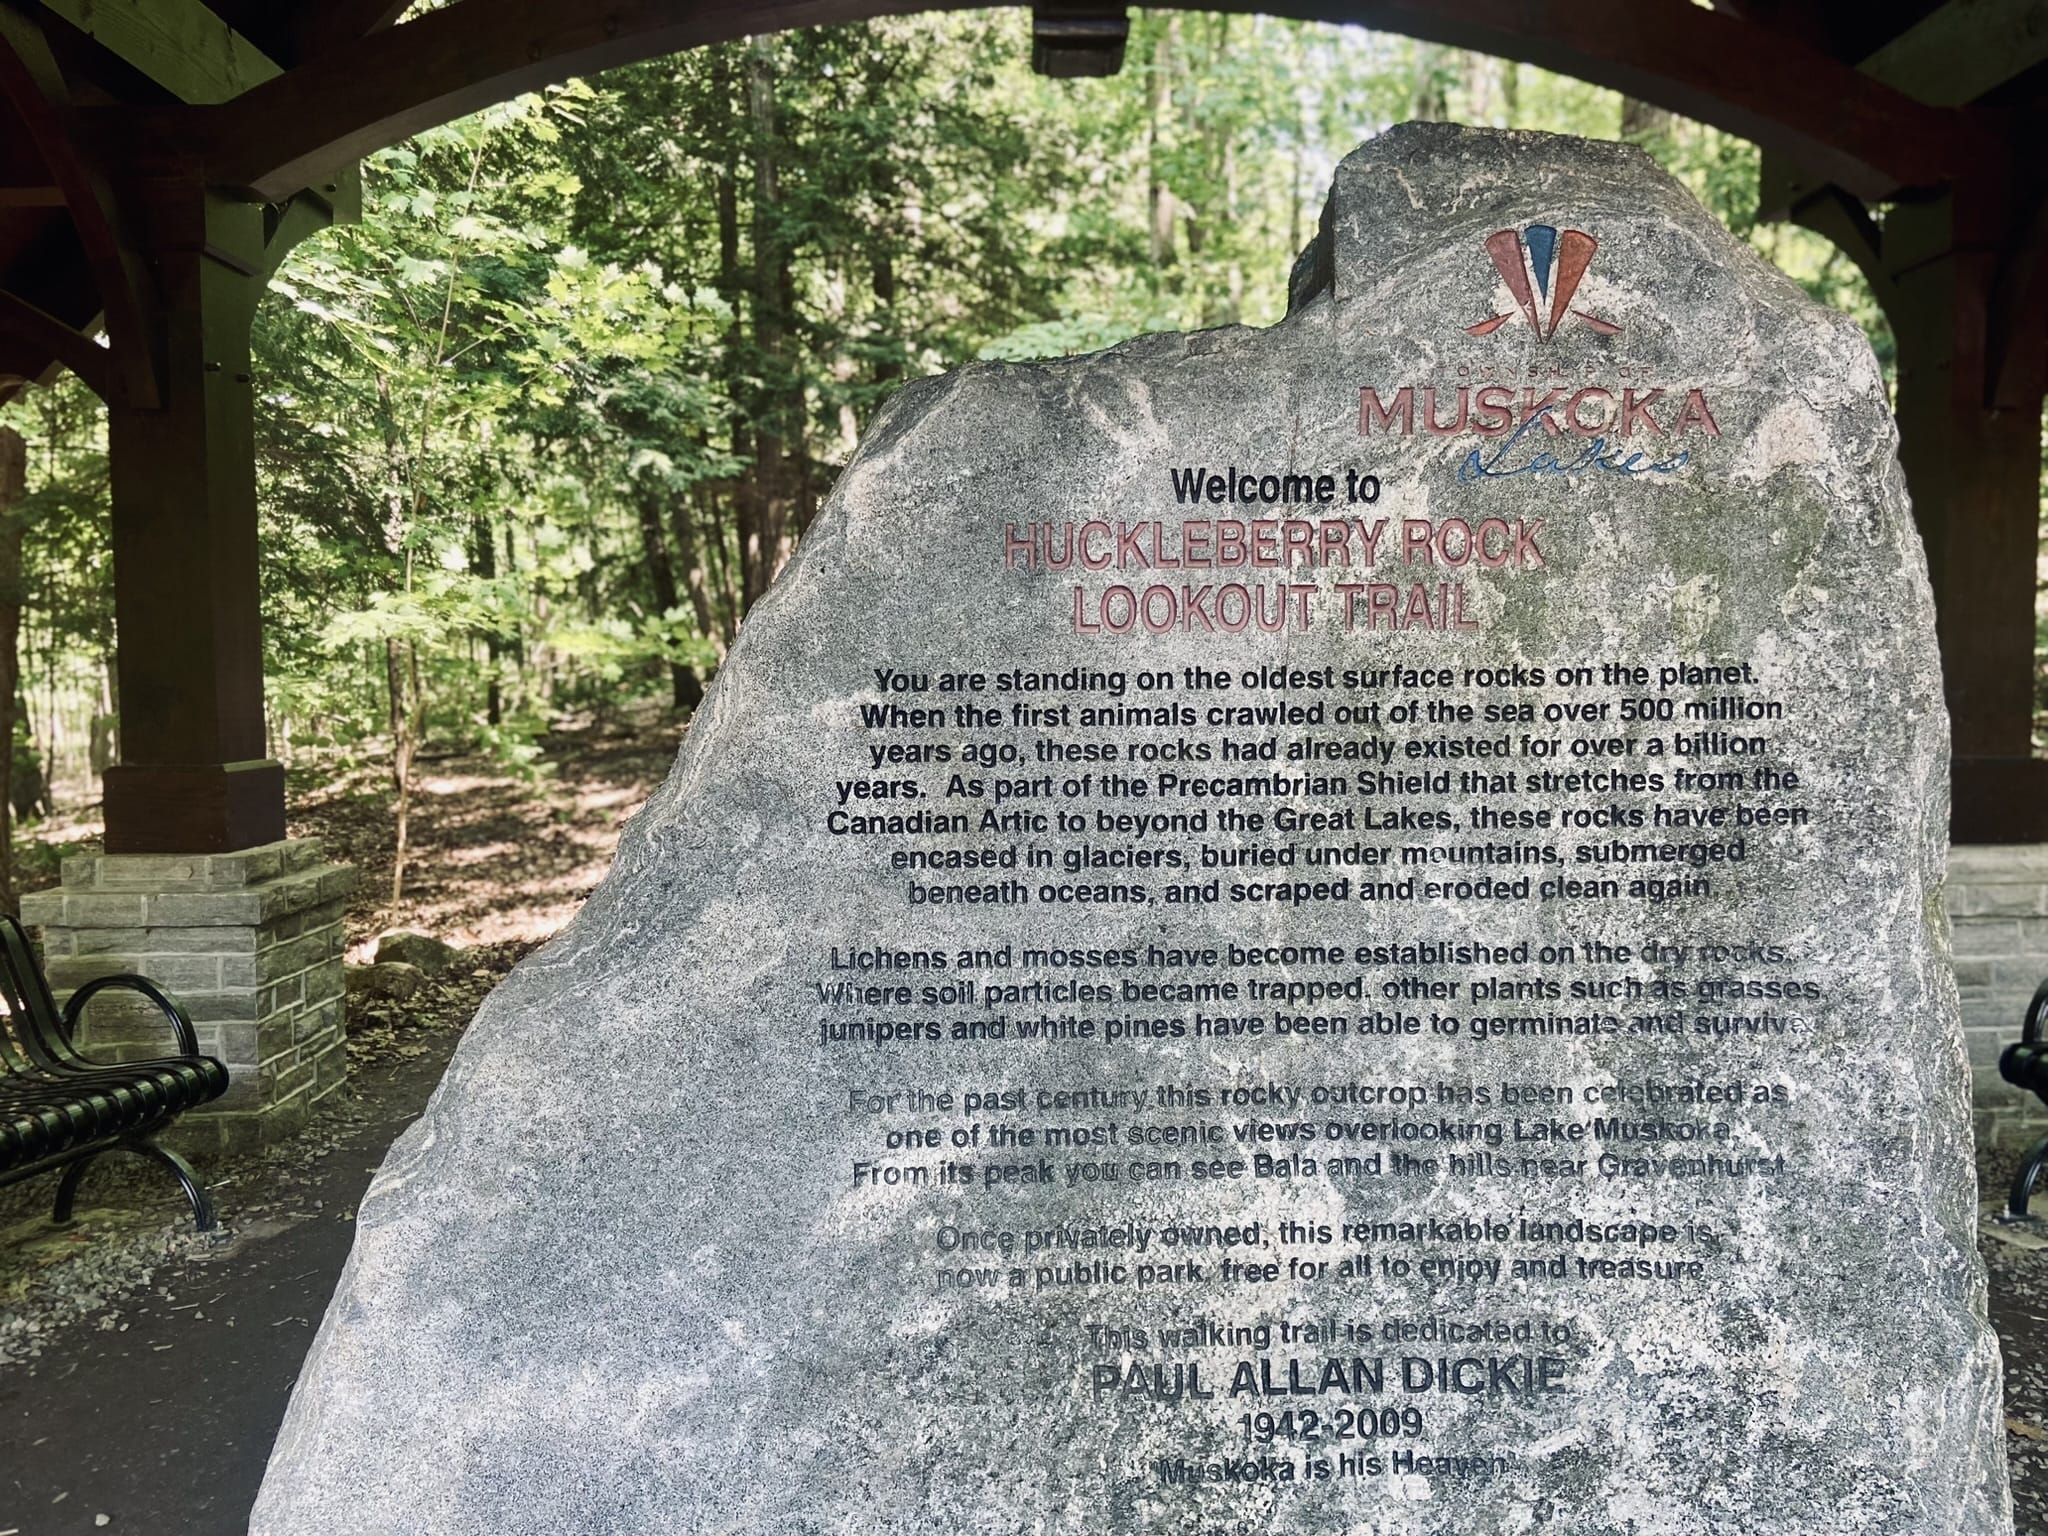 TOWNSHIP OF
MUSKOKA
Lakes
Welcome to
HUCKLEBERRY ROCK
LOOKOUT TRAIL
You are standing on the oldest surface rocks on the planet.
When the first animals crawled out of the sea over 500 million
years ago, these rocks had already existed for over a billion
years. As part of the Precambrian Shield that stretches from the
Canadian Artic to beyond the Great Lakes, these rocks have been
encased in glaciers, buried under mountains, submerged
beneath oceans, and scraped and eroded clean again.
Lichens and mosses have become established on the dry rocks.
Where soil particles became trapped, other plants such as grasses,
junipers and white pines have been able to germinate and survive.
For the past century this rocky outcrop has been celebrated as
one of the most scenic views overlooking Lake Muskoka.
From its peak you can see Bala and the hills near Gravenhurst.
Once privately owned, this remarkable landscape is
now a public park, free for all to enjoy and treasure.
This walking trail is dedicated to
PAUL ALLAN DICKIE
1942-2009
"Muskoka is his Heaven"